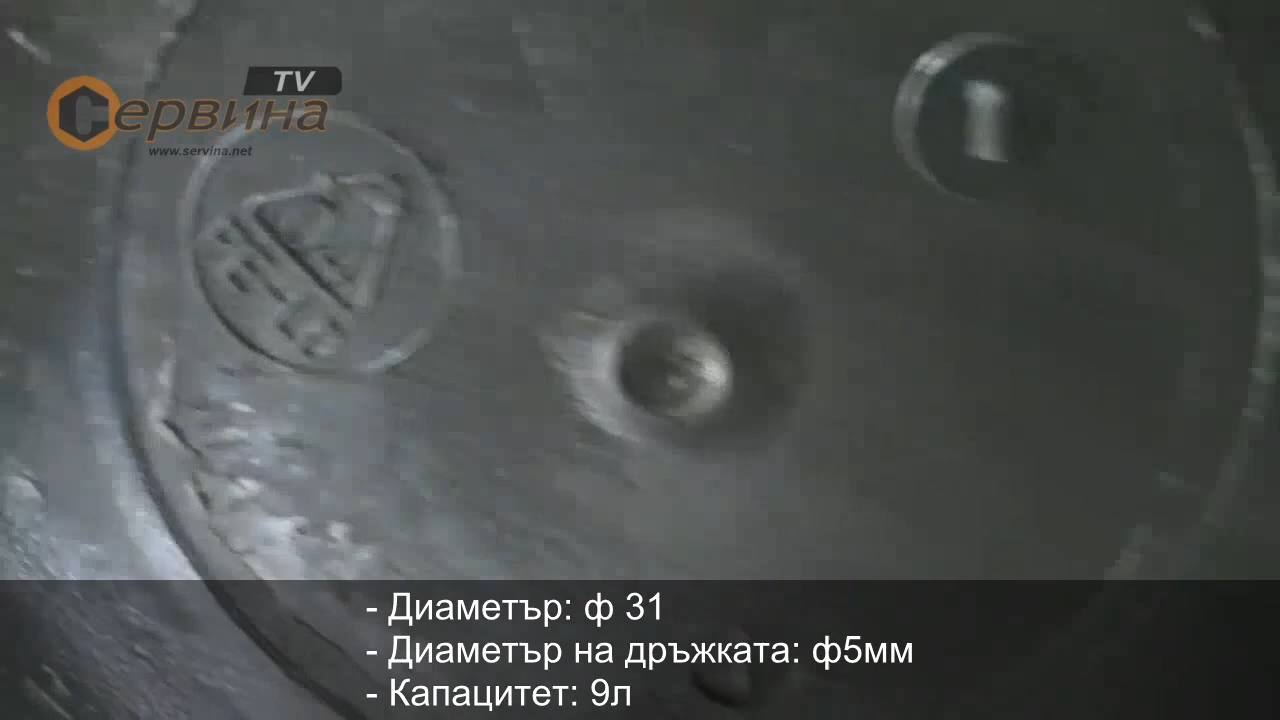 TV
Сервина
www.servina.net
- Диаметър: ф 31
- Диаметър на дръжката: ф5мм
- Капацитет: 9л